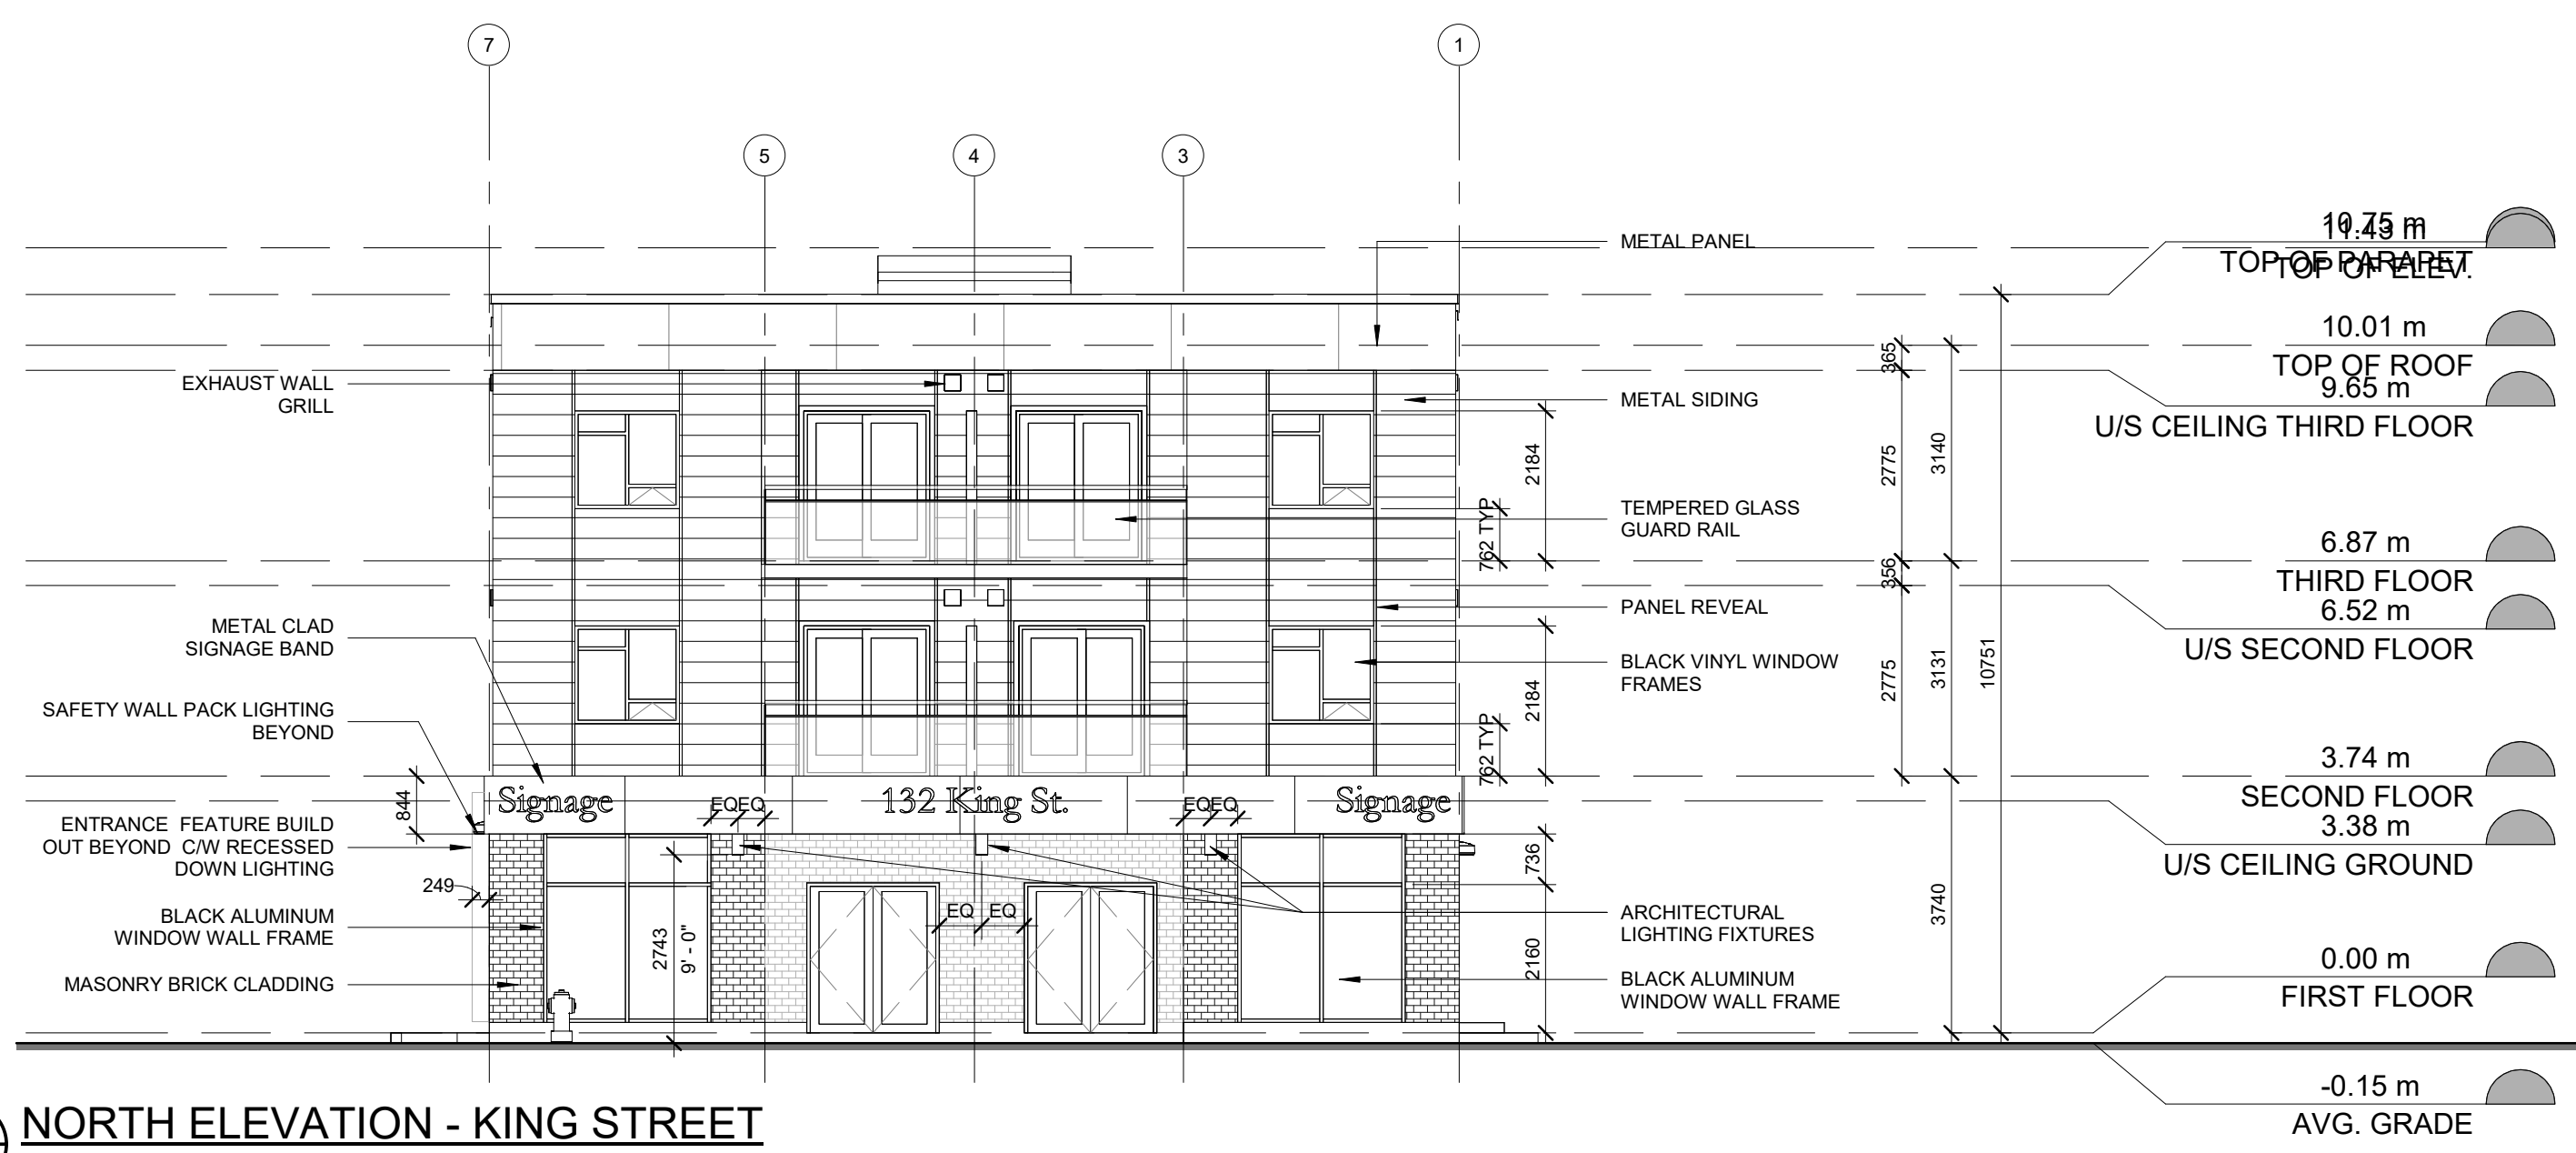 7
1
5
4
3
10.75 m
11.43 m
TOP OF PARAPET
TOP OF ELEV.
METAL PANEL
10.01 m
TOP OF ROOF
365
EXHAUST WALL
GRILL
METAL SIDING
9.65 m
U/S CEILING THIRD FLOOR
2184
2775
3140
TEMPERED GLASS
GUARD RAIL
762 TYP
6.87 m
THIRD FLOOR
356
PANEL REVEAL
6.52 m
U/S SECOND FLOOR
METAL CLAD
SIGNAGE BAND
BLACK VINYL WINDOW
FRAMES
2184
2775
3131
10751
SAFETY WALL PACK LIGHTING
BEYOND
762 TYP
3.74 m
SECOND FLOOR
844
Signage
EQ EQ
132 King St.
EQ EQ
Signage
3.38 m
U/S CEILING GROUND
ENTRANCE FEATURE BUILD
OUT BEYOND C/W RECESSED
DOWN LIGHTING
736
249
EQ
EQ
BLACK ALUMINUM
WINDOW WALL FRAME
2743
9' - 0"
ARCHITECTURAL
LIGHTING FIXTURES
3740
2160
MASONRY BRICK CLADDING
BLACK ALUMINUM
WINDOW WALL FRAME
0.00 m
FIRST FLOOR
-0.15 m
AVG. GRADE
NORTH ELEVATION - KING STREET